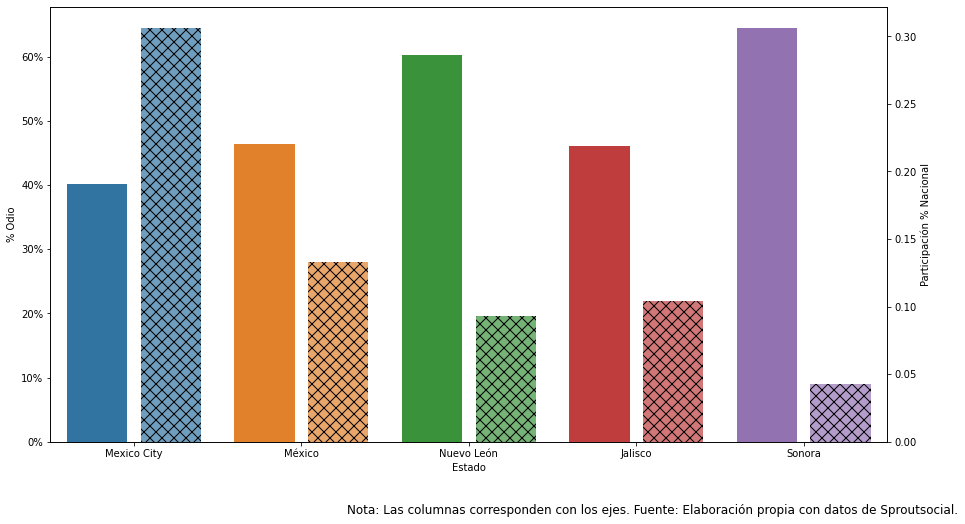 % Odio
60%
50%
40%
30%
20%
10%
0%
0.30
0.25
0.20
0.15
0.10
0.05
0.00
Participación % Nacional
Mexico City México Nuevo León Jalisco Sonora
Estado
Nota: Las columnas corresponden con los ejes. Fuente: Elaboración propia con datos de Sproutsocial.